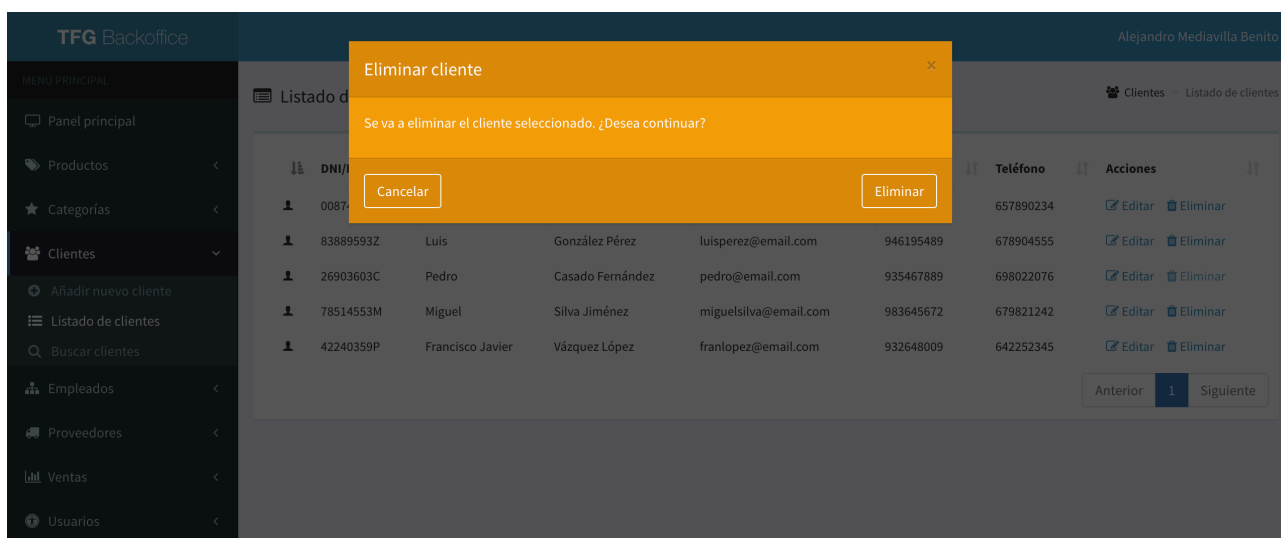 TFG Backoffice
Alejandro Mediavilla Benito
MENÚ PRINCIPAL
Panel principal
Productos
Categorías
Clientes
Añadir nuevo cliente
Listado de clientes
Buscar clientes
Empleados
Proveedores
Ventas
Usuarios
Listado d
Clientes > Listado de clientes
Eliminar cliente ×
Se va a eliminar el cliente seleccionado. ¿Desea continuar?
Cancelar Eliminar
Teléfono Acciones
657890234 Editar Eliminar
83889593Z Luis González Pérez luisperez@email.com 946195489 678904555 Editar Eliminar
26903603C Pedro Casado Fernández pedro@email.com 935467889 698022076 Editar Eliminar
78514553M Miguel Silva Jiménez miguelsilva@email.com 983645672 679821242 Editar Eliminar
42240359P Francisco Javier Vázquez López franlopez@email.com 932648009 642252345 Editar Eliminar
Anterior 1 Siguiente